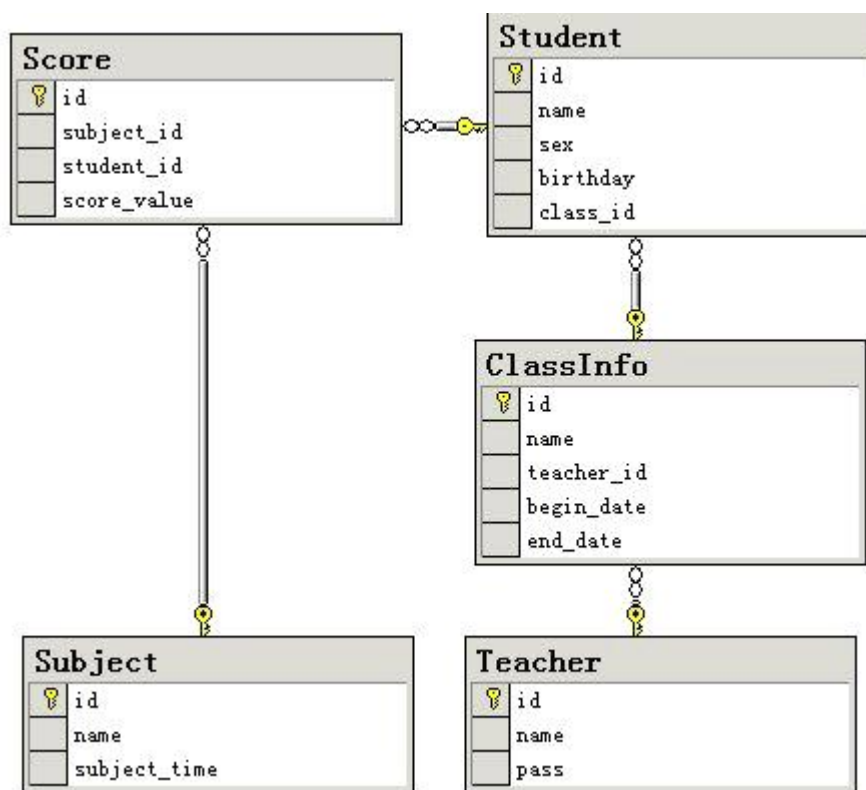 Score
id
subject_id
student_id
score_value
Student
id
name
sex
birthday
class_id
ClassInfo
id
name
teacher_id
begin_date
end_date
Subject
id
name
subject_time
Teacher
id
name
pass